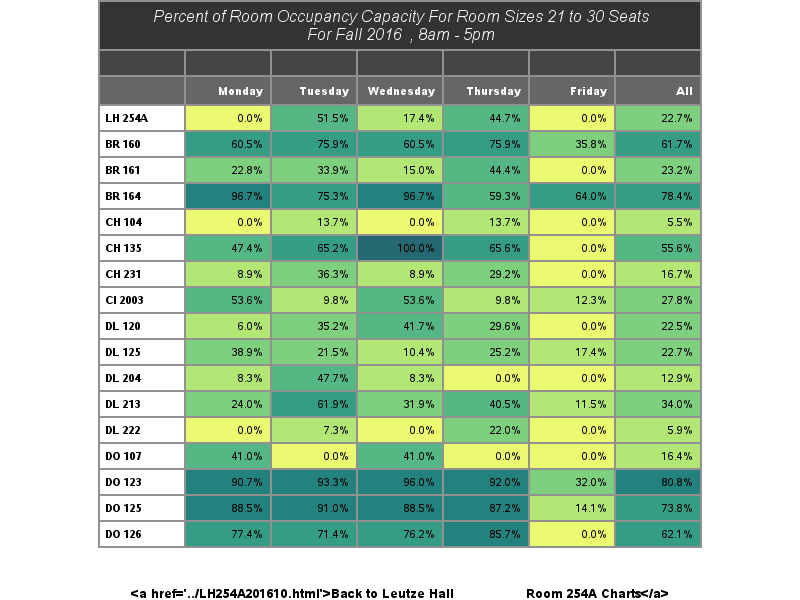 Percent of Room Occupancy Capacity For Room Sizes 21 to 30 Seats
For Fall 2016 , 8am - 5pm
Monday Tuesday Wednesday Thursday Friday All
LH 254A 0.0% 51.5% 17.4% 44.7% 0.0% 22.7%
BR 160 60.5% 75.9% 60.5% 75.9% 35.8% 61.7%
BR 161 22.8% 33.9% 15.0% 44.4% 0.0% 23.2%
BR 164 96.7% 75.3% 96.7% 59.3% 64.0% 78.4%
CH 104 0.0% 13.7% 0.0% 13.7% 0.0% 5.5%
CH 135 47.4% 65.2% 100.0% 65.6% 0.0% 55.6%
CH 231 8.9% 36.3% 8.9% 29.2% 0.0% 16.7%
CI 2003 53.6% 9.8% 53.6% 9.8% 12.3% 27.8%
DL 120 6.0% 35.2% 41.7% 29.6% 0.0% 22.5%
DL 125 38.9% 21.5% 10.4% 25.2% 17.4% 22.7%
DL 204 8.3% 47.7% 8.3% 0.0% 0.0% 12.9%
DL 213 24.0% 61.9% 31.9% 40.5% 11.5% 34.0%
DL 222 0.0% 7.3% 0.0% 22.0% 0.0% 5.9%
DO 107 41.0% 0.0% 41.0% 0.0% 0.0% 16.4%
DO 123 90.7% 93.3% 96.0% 92.0% 32.0% 80.8%
DO 125 88.5% 91.0% 88.5% 87.2% 14.1% 73.8%
DO 126 77.4% 71.4% 76.2% 85.7% 0.0% 62.1%
<a href='../LH254A201610.html'>Back to Leutze Hall Room 254A Charts</a>